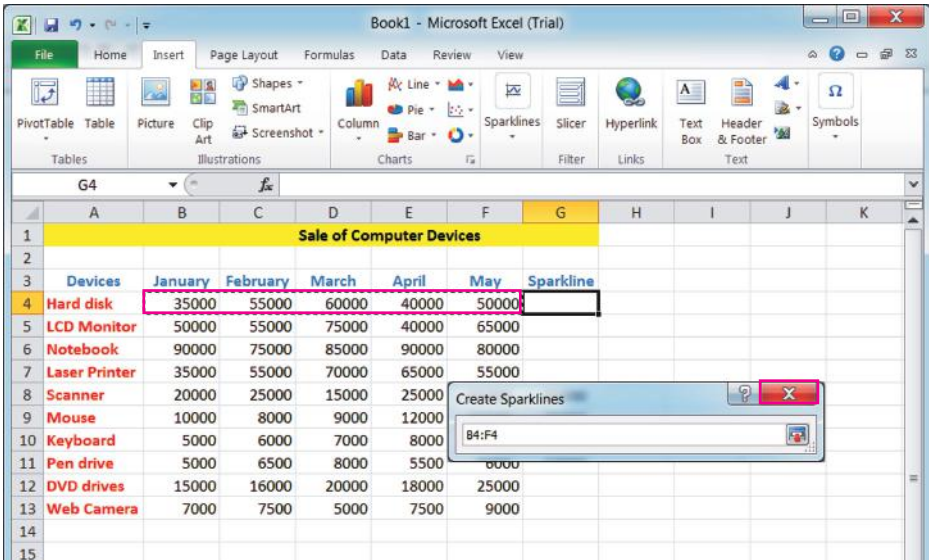 Book1 - Microsoft Excel (Trial)
File Home Insert Page Layout Formulas Data Review View
PivotTable Table Picture Clip Art Shapes SmartArt Screenshot Column Line Pie Bar Sparklines Slicer Hyperlink Text Box Header & Footer Symbols
Tables Illustrations Charts Filter Links Text
G4 fx
A B C D E F G H I J K
1 Sale of Computer Devices
2
3 Devices January February March April May Sparkline
4 Hard disk 35000 55000 60000 40000 50000
5 LCD Monitor 50000 55000 75000 40000 65000
6 Notebook 90000 75000 85000 90000 80000
7 Laser Printer 35000 55000 70000 65000 55000
8 Scanner 20000 25000 15000 25000 Create Sparklines
9 Mouse 10000 8000 9000 12000
10 Keyboard 5000 6000 7000 8000 B4:F4
11 Pen drive 5000 6500 8000 5500 6000
12 DVD drives 15000 16000 20000 18000 25000
13 Web Camera 7000 7500 5000 7500 9000
14
15